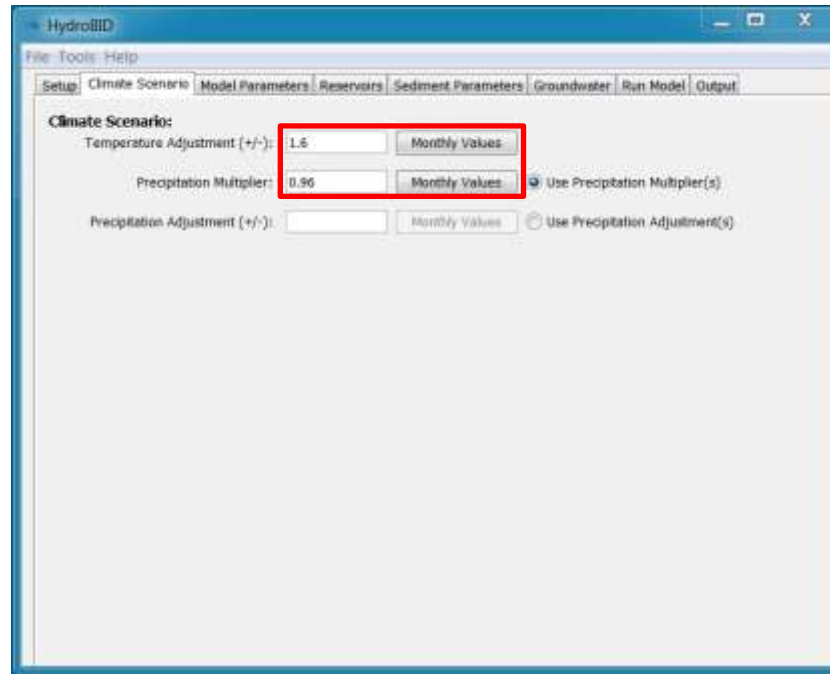 HydroBID
File Tools Help
Setup Climate Scenario Model Parameters Reservoirs Sediment Parameters Groundwater Run Model Output
Climate Scenario:
Temperature Adjustment (+/-): 1.6 Monthly Values
Precipitation Multiplier: 0.96 Monthly Values Use Precipitation Multiplier(s)
Precipitation Adjustment (+/-): Monthly Values Use Precipitation Adjustment(s)